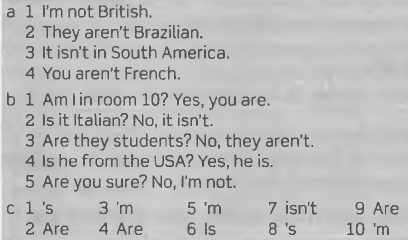 a 1 I'm not British.
2 They aren't Brazilian.
3 It isn't in South America.
4 You aren't French.
b 1 Am I in room 10? Yes, you are.
2 Is it Italian? No, it isn't.
3 Are they students? No, they aren't.
4 Is he from the USA? Yes, he is.
5 Are you sure? No, I'm not.
c 1 's 3 'm 5 'm 7 isn't 9 Are
2 Are 4 Are 6 Is 8 's 10 'm